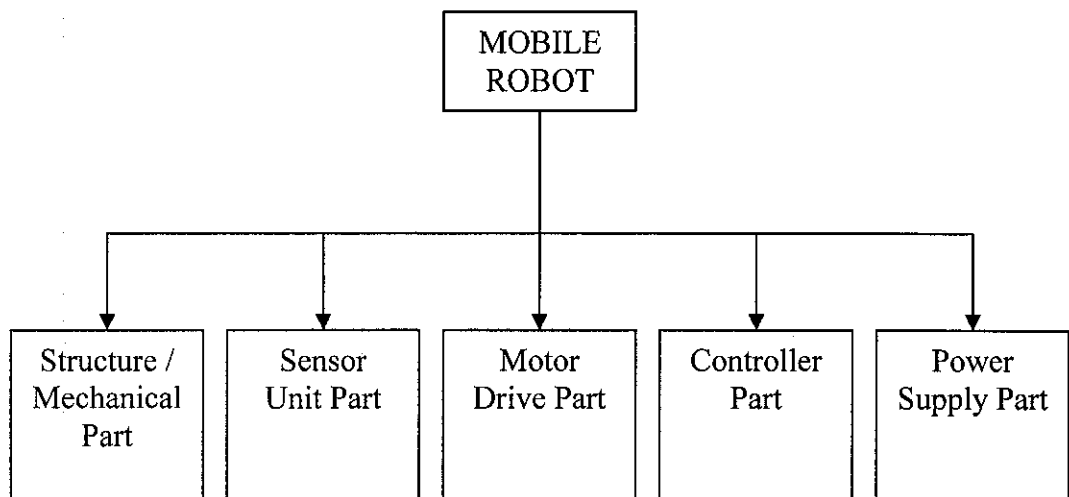 MOBILE
ROBOT
Structure /
Mechanical
Part
Sensor
Unit Part
Motor
Drive Part
Controller
Part
Power
Supply Part